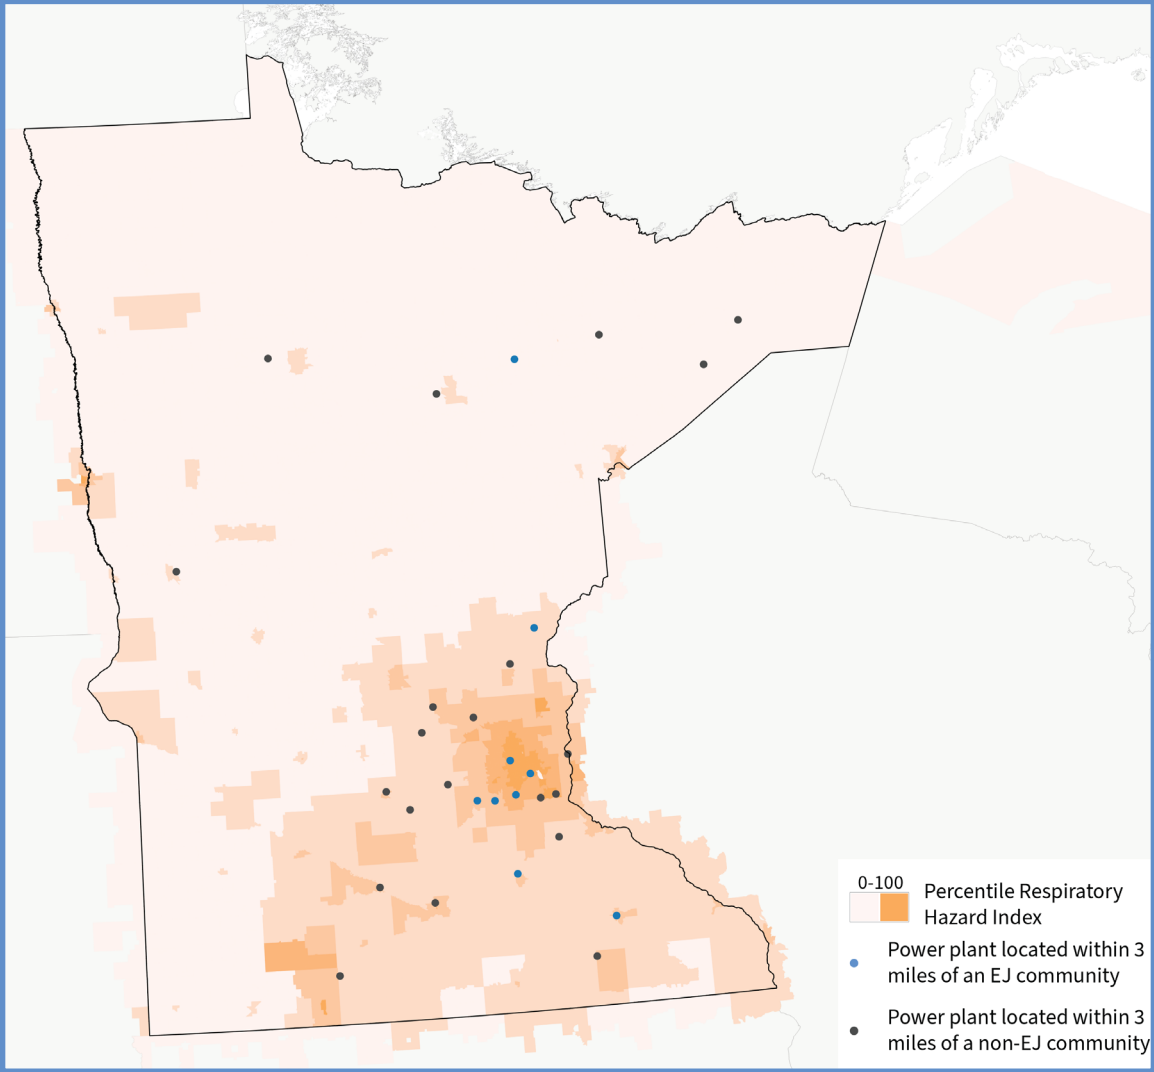 0-100
Percentile Respiratory
Hazard Index
Power plant located within 3
miles of an EJ community
Power plant located within 3
miles of a non-EJ community